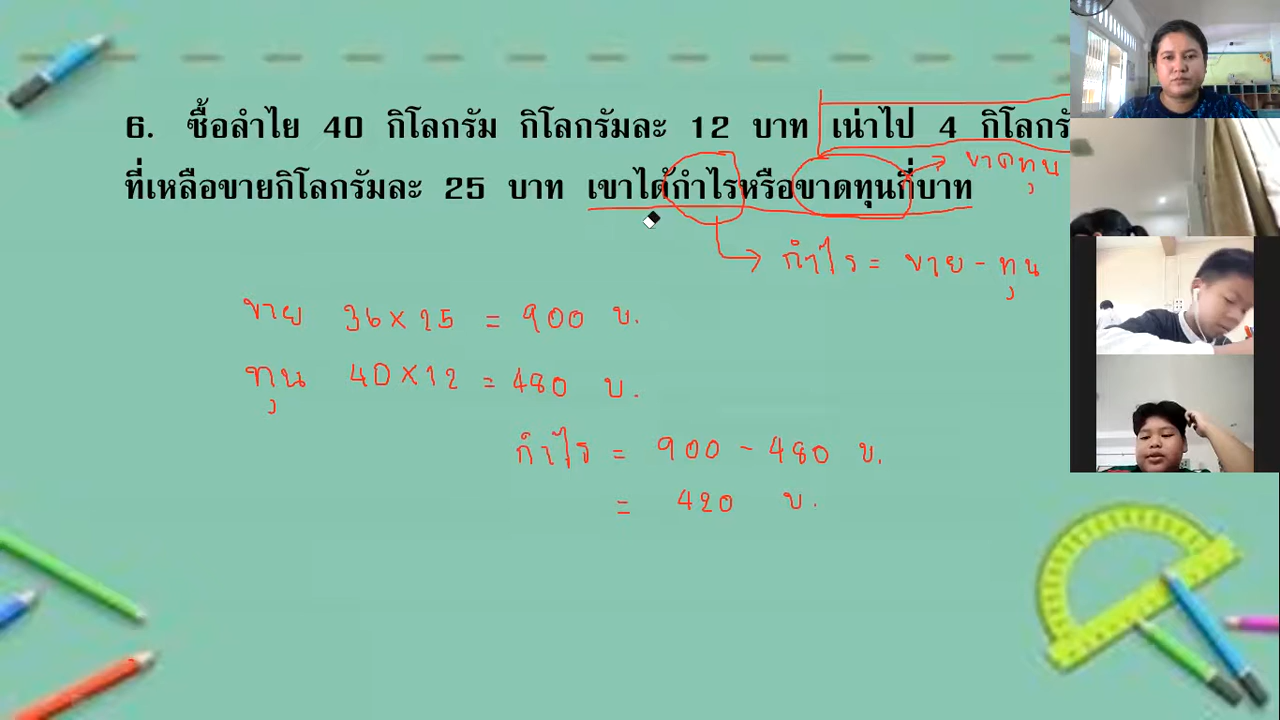 6. ซื้อลำไย 40 กิโลกรัม กิโลกรัมละ 12 บาท เน่าไป 4 กิโลกรั
ที่เหลือขายกิโลกรัมละ 25 บาท เขาได้กำไรหรือขาดทุนกี่บาท
ขาดทุน
กำไร = ขาย - ทุน
ขาย 36 × 25 = 900 บ.
ทุน 40 × 12 = 480 บ.
กำไร = 900 - 480 บ.
= 420 บ.